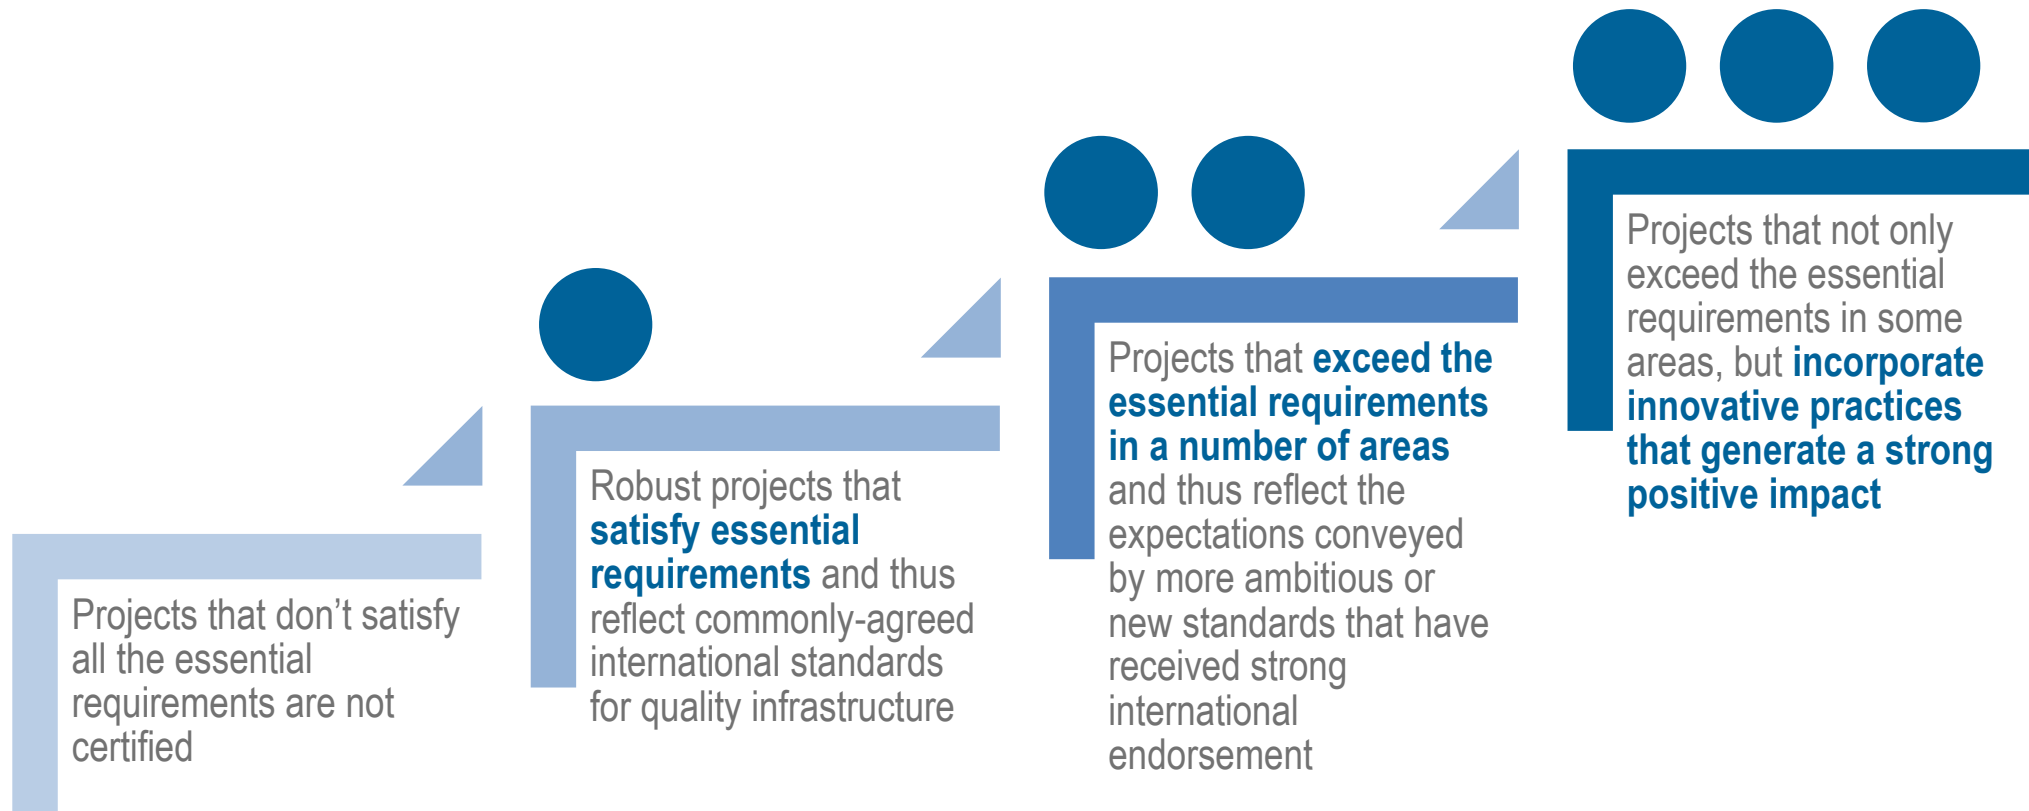 Projects that don’t satisfy
all the essential
requirements are not
certified
Robust projects that
satisfy essential
requirements and thus
reflect commonly-agreed
international standards
for quality infrastructure
Projects that exceed the
essential requirements
in a number of areas
and thus reflect the
expectations conveyed
by more ambitious or
new standards that have
received strong
international
endorsement
Projects that not only
exceed the essential
requirements in some
areas, but incorporate
innovative practices
that generate a strong
positive impact